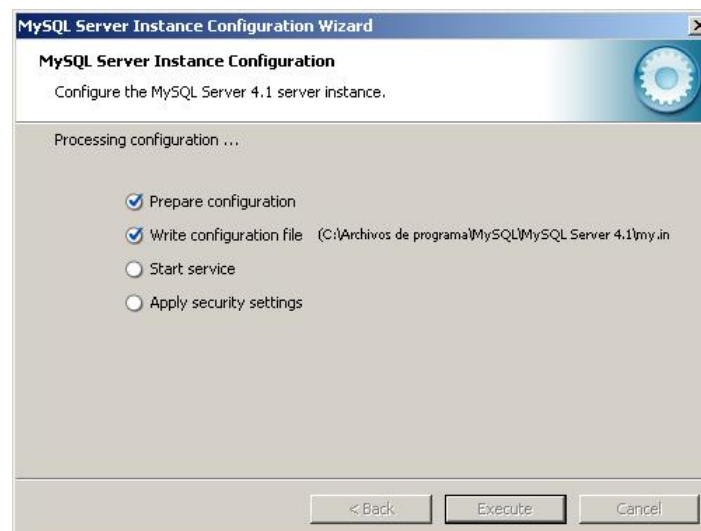 MySQL Server Instance Configuration Wizard
MySQL Server Instance Configuration
Configure the MySQL Server 4.1 server instance.
Processing configuration ...
Prepare configuration
Write configuration file (C:\Archivos de programa\MySQL\MySQL Server 4.1\my.in
Start service
Apply security settings
< Back Execute Cancel